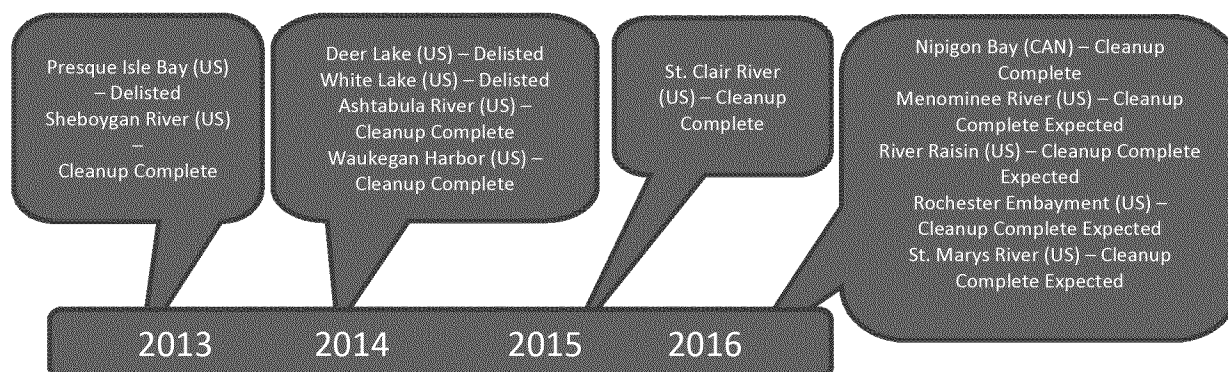 Presque Isle Bay (US)
– Delisted
Sheboygan River (US)
–
Cleanup Complete
Deer Lake (US) – Delisted
White Lake (US) – Delisted
Ashtabula River (US) –
Cleanup Complete
Waukegan Harbor (US) –
Cleanup Complete
St. Clair River
(US) – Cleanup
Complete
Nipigon Bay (CAN) – Cleanup
Complete
Menominee River (US) – Cleanup
Complete Expected
River Raisin (US) – Cleanup Complete
Expected
Rochester Embayment (US) –
Cleanup Complete Expected
St. Marys River (US) – Cleanup
Complete Expected
2013 2014 2015 2016